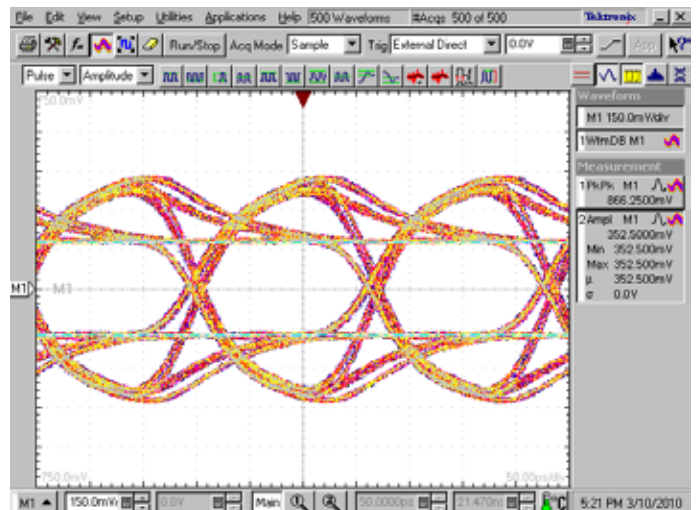 File Edit View Setup Utilities Applications Help 500 Waveforms #Acqs 500 of 500 Tektronix
Run/Stop Acq Mode Sample Trig External Direct 0.0V App
Pulse Amplitude
750.0mV
Waveform
M1 150.0mV/div
1 WfmDB M1
Measurement
1 PkPk M1
866.2500mV
2 Ampl M1
352.5000mV
Min 352.500mV
Max 352.500mV
µ 352.500mV
σ 0.0V
M1 M1
-750.0mV 50.00ps/div
M1 150.0mV/ 0.0V Main 50.0000ps 21.470ns 5:21 PM 3/10/2010